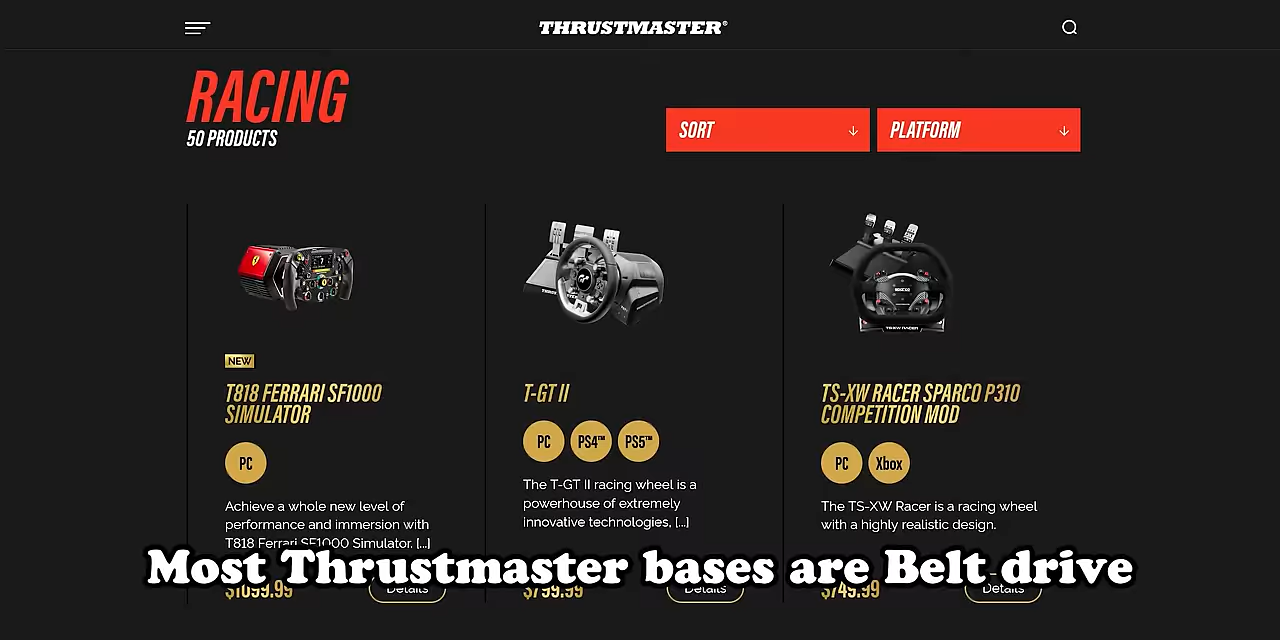 THRUSTMASTER®
RACING
50 PRODUCTS
SORT
PLATFORM
NEW
T818 FERRARI SF1000
SIMULATOR
PC
Achieve a whole new level of
performance and immersion with
T818 Ferrari SF1000 Simulator. [...]
$1099.99
Details
T-GT II
PC PS4™ PS5™
The T-GT II racing wheel is a
powerhouse of extremely
innovative technologies, [...]
$799.99
Details
TS-XW RACER SPARCO P310
COMPETITION MOD
PC Xbox
The TS-XW Racer is a racing wheel
with a highly realistic design.
$749.99
Details
Most Thrustmaster bases are Belt drive